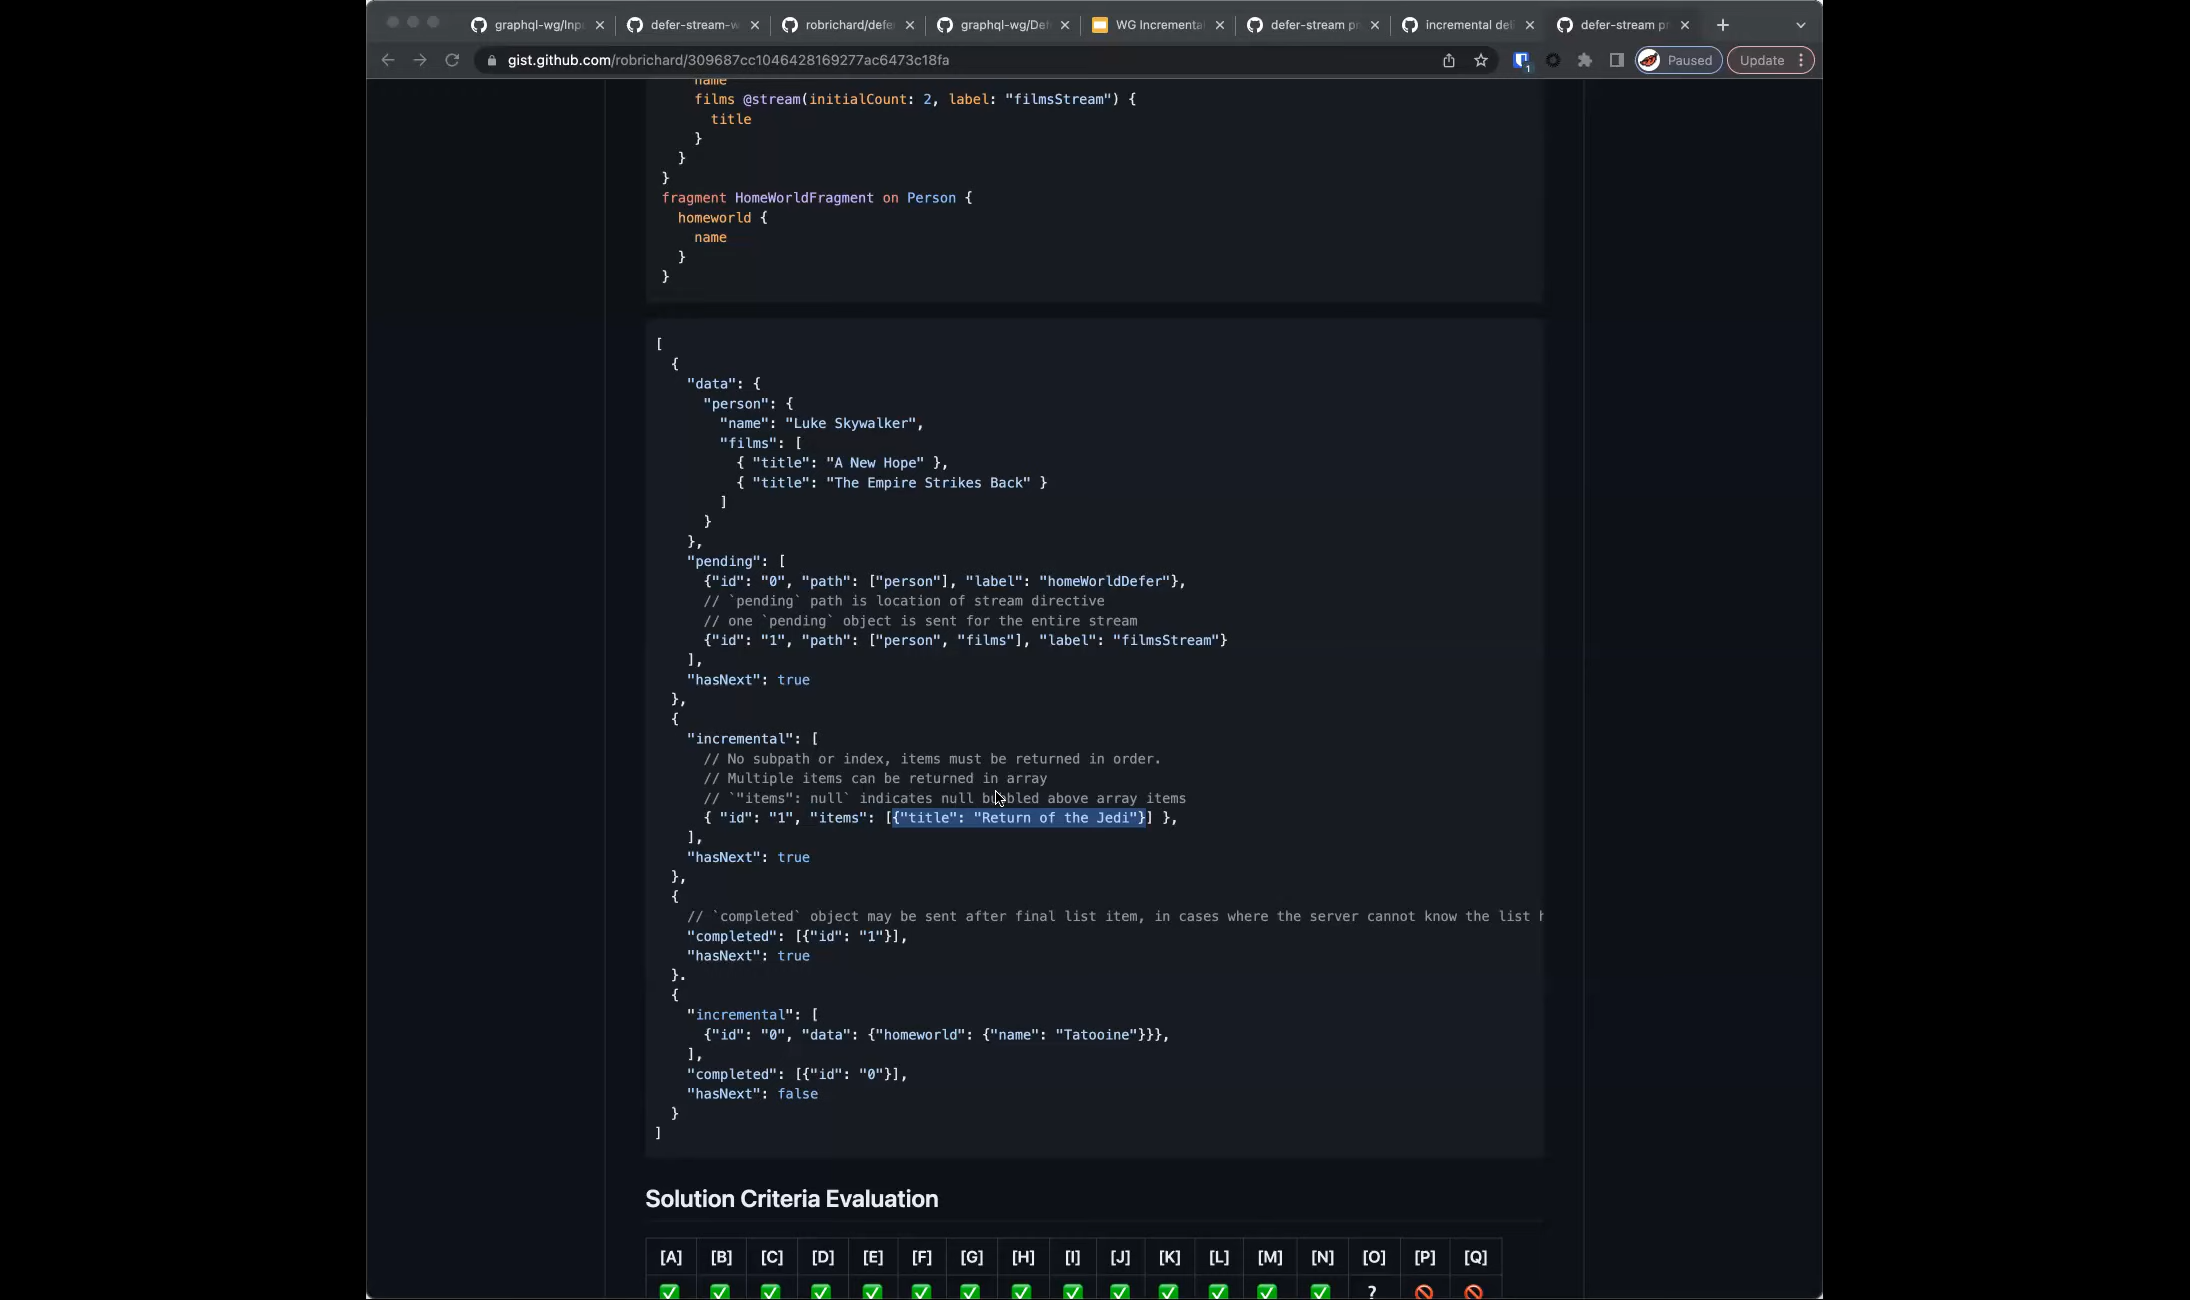 graphql-wg/Inp
defer-stream-w
robrichard/defe
graphql-wg/Def
WG Incrementa
defer-stream pr
incremental deli
defer-stream pr
gist.github.com/robrichard/309687cc1046428169277ac6473c18fa
1
Paused
Update
name
films @stream(initialCount: 2, label: "filmsStream") {
title
}
}
}
fragment HomeWorldFragment on Person {
homeworld {
name
}
}
[
{
"data": {
"person": {
"name": "Luke Skywalker",
"films": [
{ "title": "A New Hope" },
{ "title": "The Empire Strikes Back" }
]
}
},
"pending": [
{"id": "0", "path": ["person"], "label": "homeWorldDefer"},
// `pending` path is location of stream directive
// one `pending` object is sent for the entire stream
{"id": "1", "path": ["person", "films"], "label": "filmsStream"}
],
"hasNext": true
},
{
"incremental": [
// No subpath or index, items must be returned in order.
// Multiple items can be returned in array
// `"items": null` indicates null bubbled above array items
{ "id": "1", "items": [{"title": "Return of the Jedi"}] },
],
"hasNext": true
},
{
// `completed` object may be sent after final list item, in cases where the server cannot know the list h
"completed": [{"id": "1"}],
"hasNext": true
}.
{
"incremental": [
{"id": "0", "data": {"homeworld": {"name": "Tatooine"}}},
],
"completed": [{"id": "0"}],
"hasNext": false
}
]
Solution Criteria Evaluation
[A] [B] [C] [D] [E] [F] [G] [H] [I] [J] [K] [L] [M] [N] [O] [P] [Q]
✅ ✅ ✅ ✅ ✅ ✅ ✅ ✅ ✅ ✅ ✅ ✅ ✅ ✅ ? 🚫 🚫